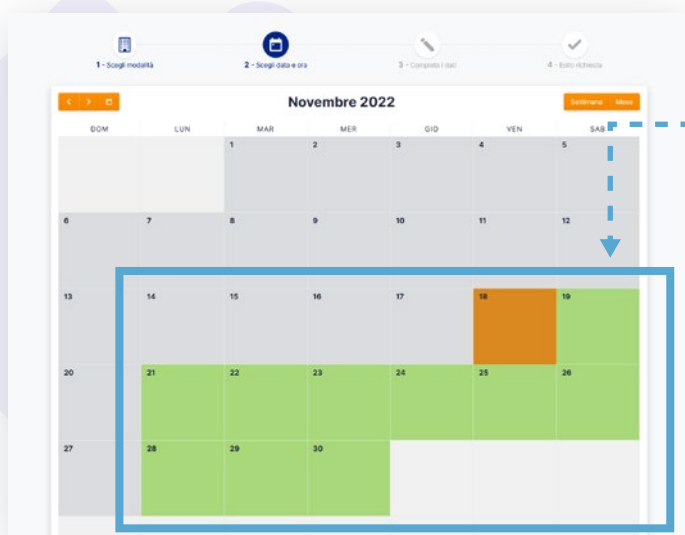 1 - Scegli modalità
2 - Scegli data e ora
3 - Compila i dati
4 - Esito richiesta
Novembre 2022
Settimana Mese
DOM LUN MAR MER GIO VEN SAB
1 2 3 4 5
6 7 8 9 10 11 12
13 14 15 16 17 18 19
20 21 22 23 24 25 26
27 28 29 30